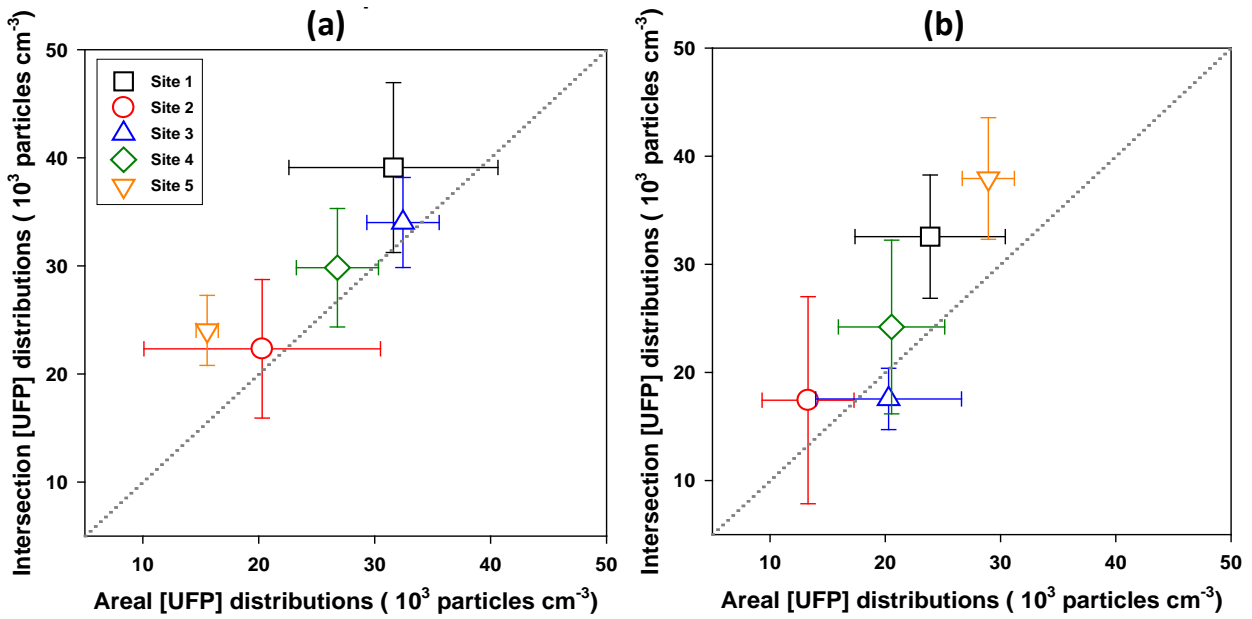 (a)
Intersection [UFP] distributions ( 10³ particles cm⁻³)
50
40
30
20
10
Site 1
Site 2
Site 3
Site 4
Site 5
10 20 30 40 50
Areal [UFP] distributions ( 10³ particles cm⁻³)
(b)
Intersection [UFP] distributions ( 10³ particles cm⁻³)
50
40
30
20
10
10 20 30 40 50
Areal [UFP] distributions ( 10³ particles cm⁻³)